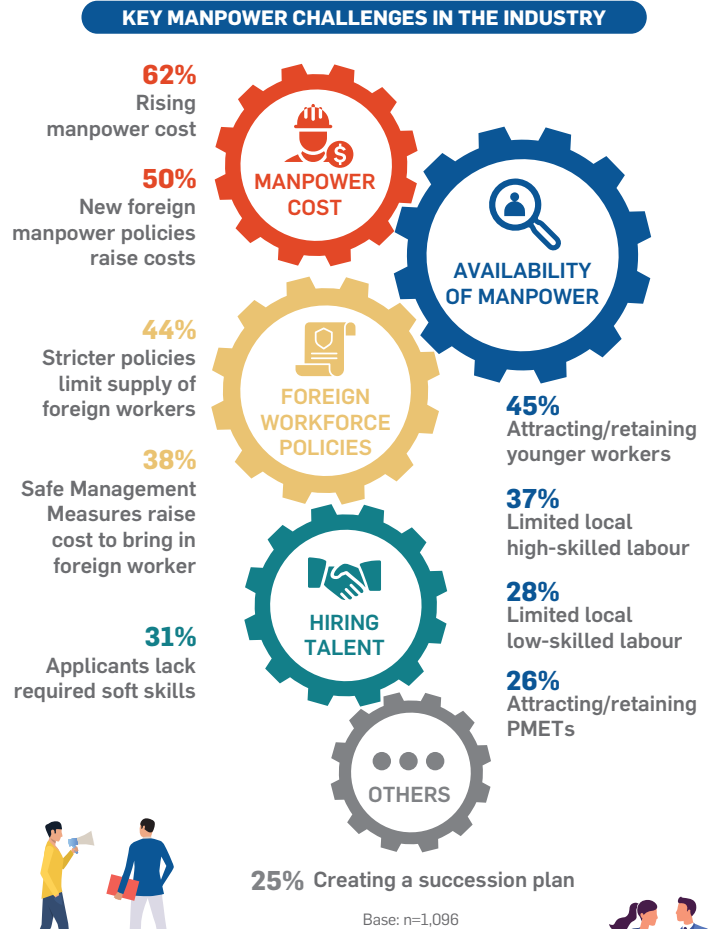 KEY MANPOWER CHALLENGES IN THE INDUSTRY
62%
Rising
manpower cost
50%
New foreign
manpower policies
raise costs
$
MANPOWER
COST
AVAILABILITY
OF MANPOWER
45%
Attracting/retaining
younger workers
37%
Limited local
high-skilled labour
28%
Limited local
low-skilled labour
26%
Attracting/retaining
PMETs
44%
Stricter policies
limit supply of
foreign workers
38%
Safe Management
Measures raise
cost to bring in
foreign worker
FOREIGN
WORKFORCE
POLICIES
31%
Applicants lack
required soft skills
HIRING
TALENT
OTHERS
25% Creating a succession plan
Base: n=1,096